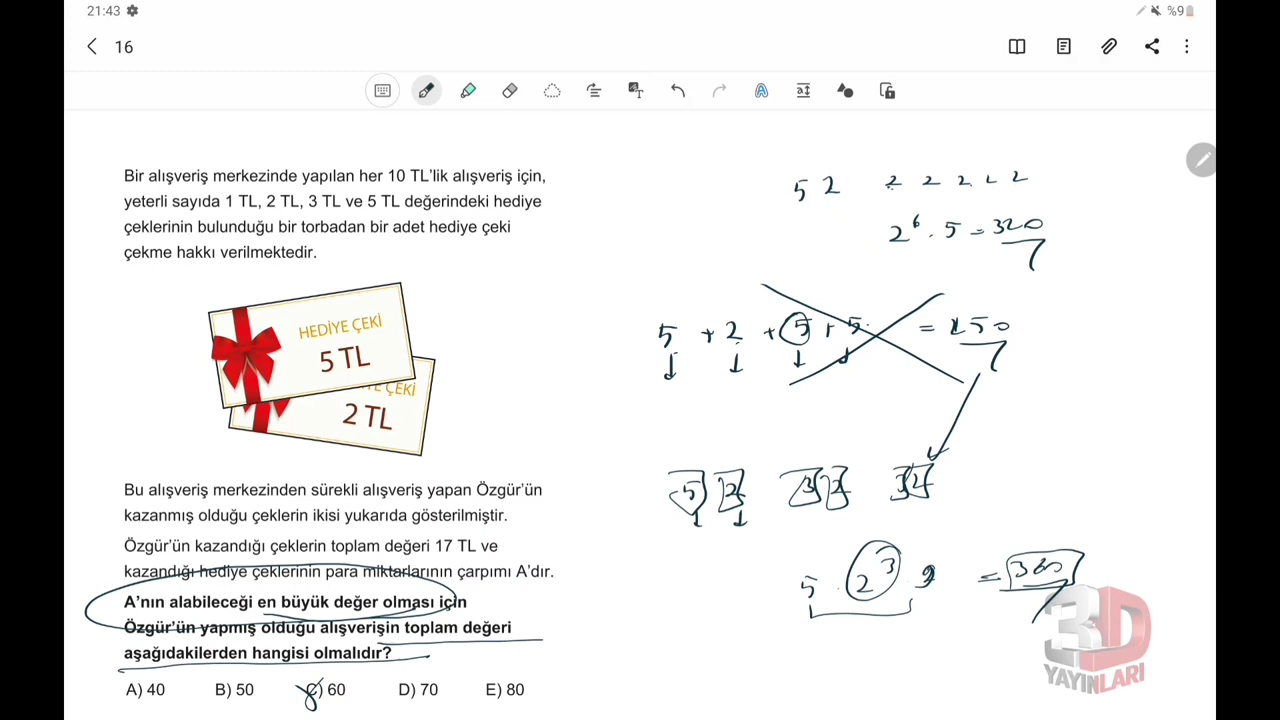 21:43 %9
16
Bir alışveriş merkezinde yapılan her 10 TL'lik alışveriş için,
yeterli sayıda 1 TL, 2 TL, 3 TL ve 5 TL değerindeki hediye
çeklerinin bulunduğu bir torbadan bir adet hediye çeki
çekme hakkı verilmektedir.
HEDİYE ÇEKİ
5 TL
ÇEKİ
2 TL
Bu alışveriş merkezinden sürekli alışveriş yapan Özgür'ün
kazanmış olduğu çeklerin ikisi yukarıda gösterilmiştir.
Özgür'ün kazandığı çeklerin toplam değeri 17 TL ve
kazandığı hediye çeklerinin para miktarlarının çarpımı A'dır.
A'nın alabileceği en büyük değer olması için
Özgür'ün yapmış olduğu alışverişin toplam değeri
aşağıdakilerden hangisi olmalıdır?
A) 40 B) 50 C) 60 D) 70 E) 80
5 2 2 2 2 2 2
2⁶ . 5 = 320
5 + 2 + 5 + 5 = 250
5 2 3 2
5 . 2³ = 360
3D
YAYINLARI